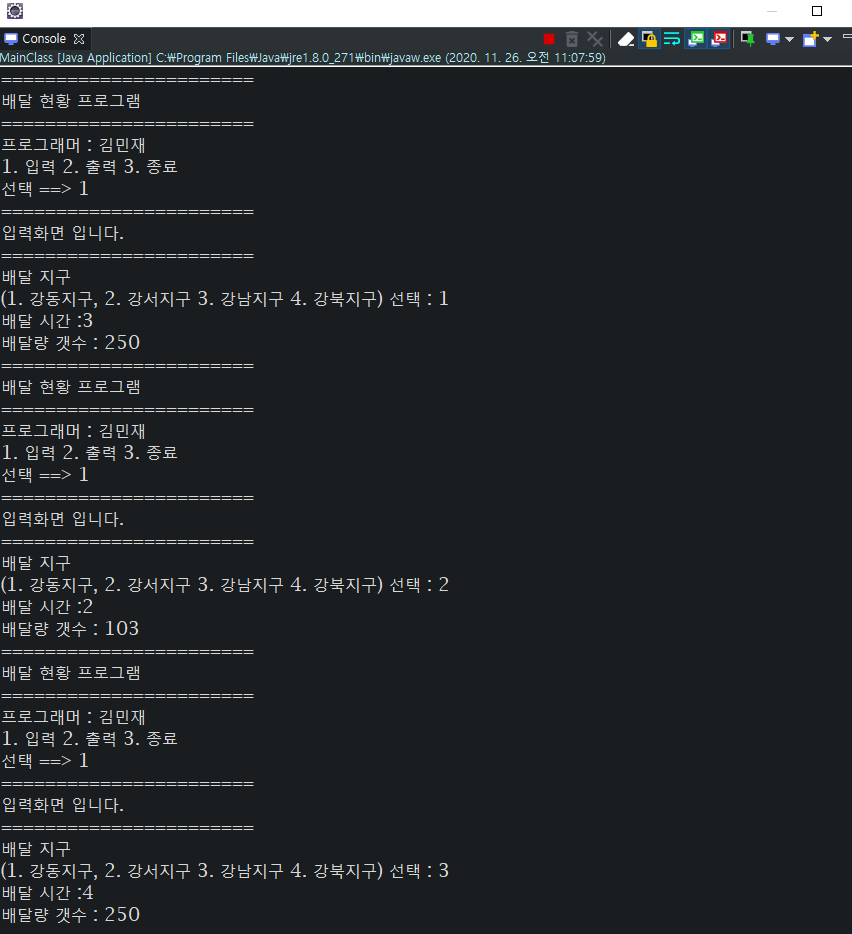 Console
MainClass [Java Application] C:₩Program Files₩Java₩jre1.8.0_271₩bin₩javaw.exe (2020. 11. 26. 오전 11:07:59)
=======================
배달 현황 프로그램
=======================
프로그래머 : 김민재
1. 입력 2. 출력 3. 종료
선택 ==> 1
=======================
입력화면 입니다.
=======================
배달 지구
(1. 강동지구, 2. 강서지구 3. 강남지구 4. 강북지구) 선택 : 1
배달 시간 :3
배달량 갯수 : 250
=======================
배달 현황 프로그램
=======================
프로그래머 : 김민재
1. 입력 2. 출력 3. 종료
선택 ==> 1
=======================
입력화면 입니다.
=======================
배달 지구
(1. 강동지구, 2. 강서지구 3. 강남지구 4. 강북지구) 선택 : 2
배달 시간 :2
배달량 갯수 : 103
=======================
배달 현황 프로그램
=======================
프로그래머 : 김민재
1. 입력 2. 출력 3. 종료
선택 ==> 1
=======================
입력화면 입니다.
=======================
배달 지구
(1. 강동지구, 2. 강서지구 3. 강남지구 4. 강북지구) 선택 : 3
배달 시간 :4
배달량 갯수 : 250